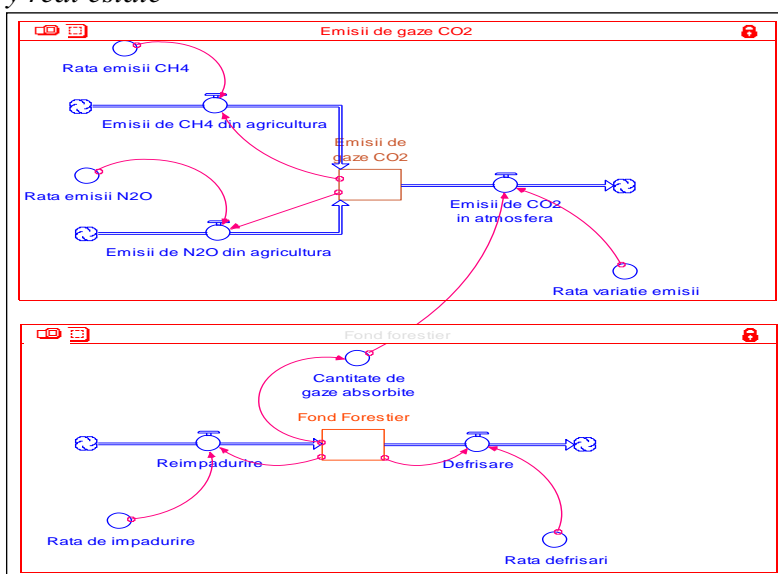 y real estate
Emisii de gaze CO2
Rata emisii CH4
Emisii de CH4 din agricultura
Emisii de
gaze CO2
Rata emisii N2O
Emisii de CO2
in atmosfera
Emisii de N2O din agricultura
Rata variatie emisii
Fond forestier
Cantitate de
gaze absorbite
Fond Forestier
Reimpadurire
Defrisare
Rata de impadurire
Rata defrisari